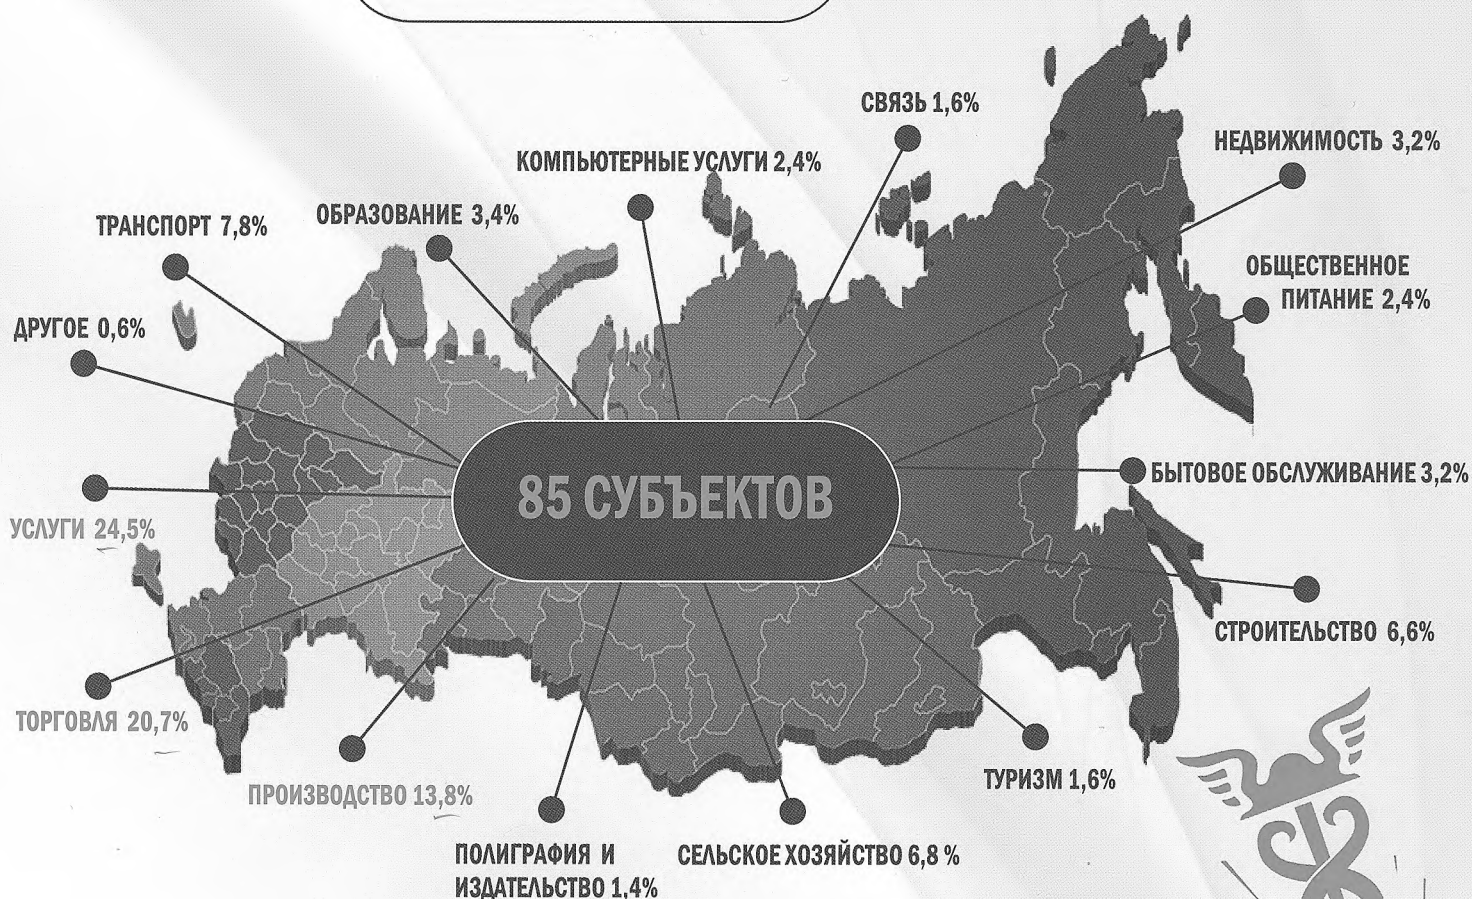 СВЯЗЬ 1,6%
НЕДВИЖИМОСТЬ 3,2%
КОМПЬЮТЕРНЫЕ УСЛУГИ 2,4%
ОБРАЗОВАНИЕ 3,4%
ТРАНСПОРТ 7,8%
ОБЩЕСТВЕННОЕ
ПИТАНИЕ 2,4%
ДРУГОЕ 0,6%
БЫТОВОЕ ОБСЛУЖИВАНИЕ 3,2%
85 СУБЪЕКТОВ
УСЛУГИ 24,5%
СТРОИТЕЛЬСТВО 6,6%
ТОРГОВЛЯ 20,7%
ТУРИЗМ 1,6%
ПРОИЗВОДСТВО 13,8%
ПОЛИГРАФИЯ И
ИЗДАТЕЛЬСТВО 1,4%
СЕЛЬСКОЕ ХОЗЯЙСТВО 6,8 %